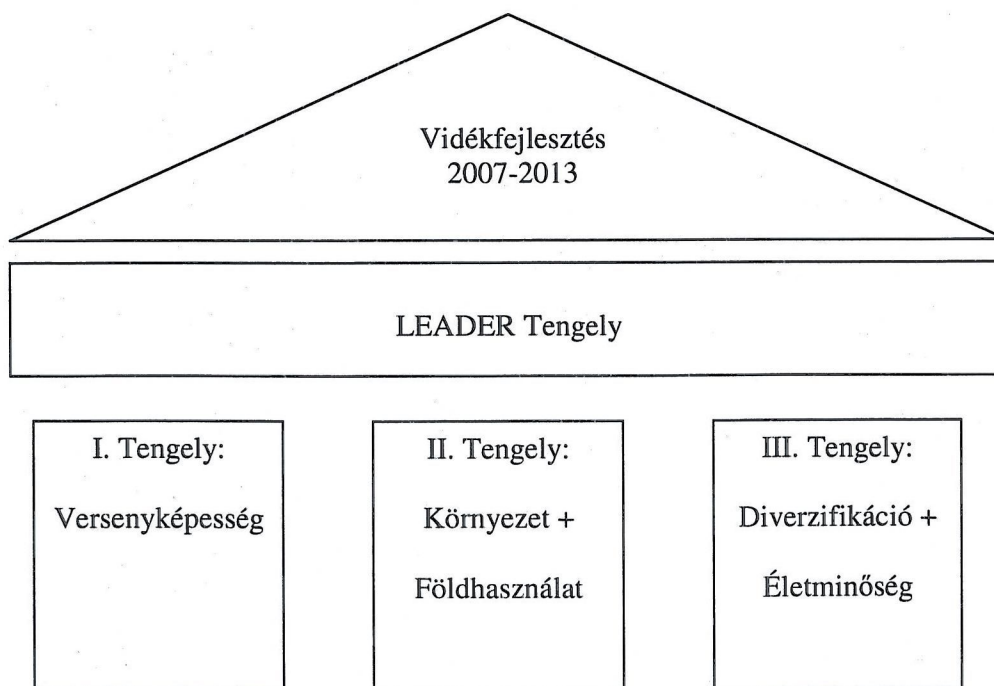 Vidékfejlesztés
2007-2013
LEADER Tengely
I. Tengely:
Versenyképesség
II. Tengely:
Környezet +
Földhasználat
III. Tengely:
Diverzifikáció +
Életminőség